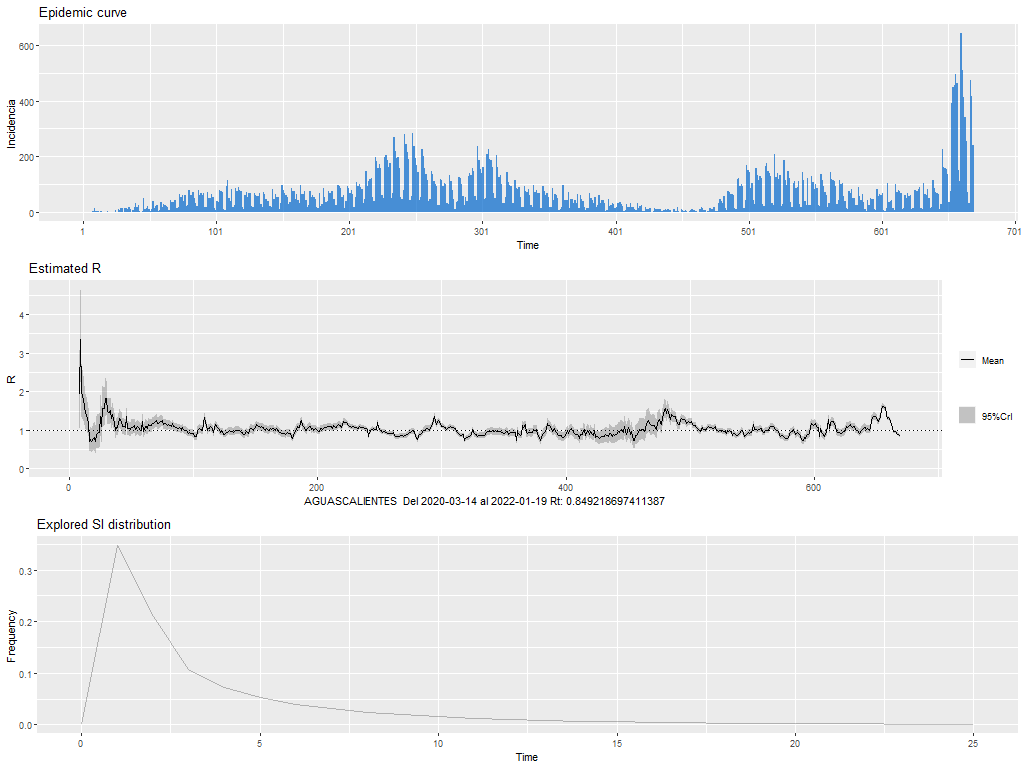 Epidemic curve
Incidencia
600
400
200
0
1
101
201
301
401
501
601
701
Time
Estimated R
R
4
3
2
1
0
Mean
95%CrI
0
200
400
600
AGUASCALIENTES Del 2020-03-14 al 2022-01-19 Rt: 0.849218697411387
Explored SI distribution
Frequency
0.3
0.2
0.1
0.0
0
5
10
15
20
25
Time